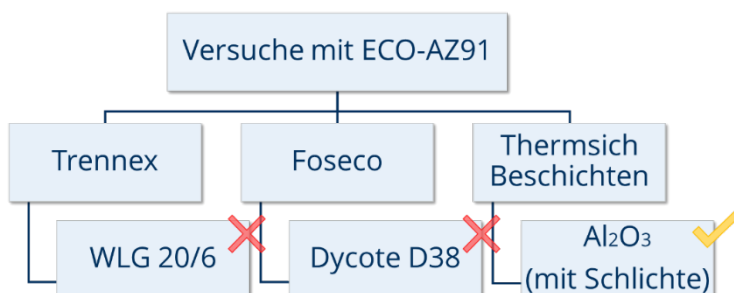 Versuche mit ECO-AZ91
Trennex
Foseco
Thermsich
Beschichten
WLG 20/6
Dycote D38
Al₂O₃
(mit Schlichte)